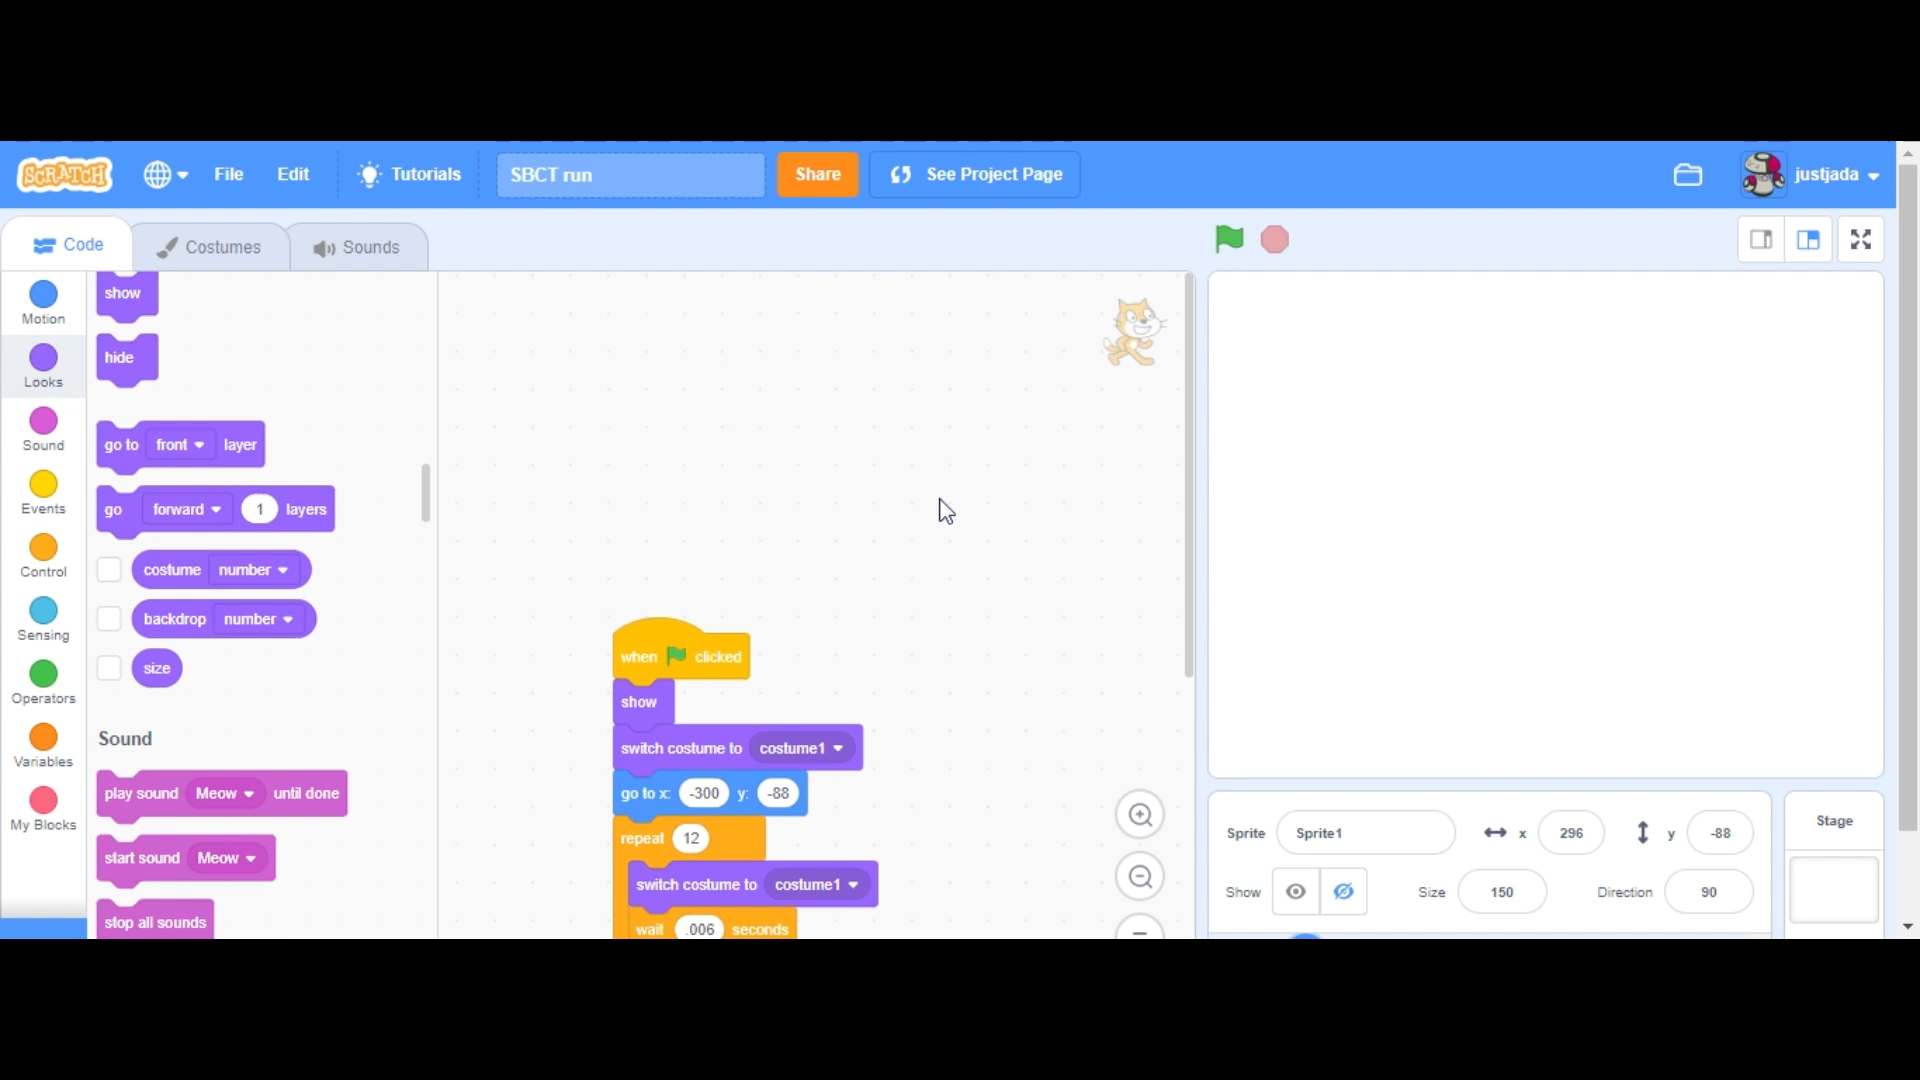 SCRATCH File Edit Tutorials SBCT run Share See Project Page justjada
Code Costumes Sounds
Motion
Looks
Sound
Events
Control
Sensing
Operators
Variables
My Blocks
show
hide
go to front layer
go forward 1 layers
costume number
backdrop number
size
Sound
play sound Meow until done
start sound Meow
stop all sounds
when clicked
show
switch costume to costume1
go to x: -300 y: -88
repeat 12
switch costume to costume1
wait .006 seconds
Sprite Sprite1 x 296 y -88
Show Size 150 Direction 90
Stage